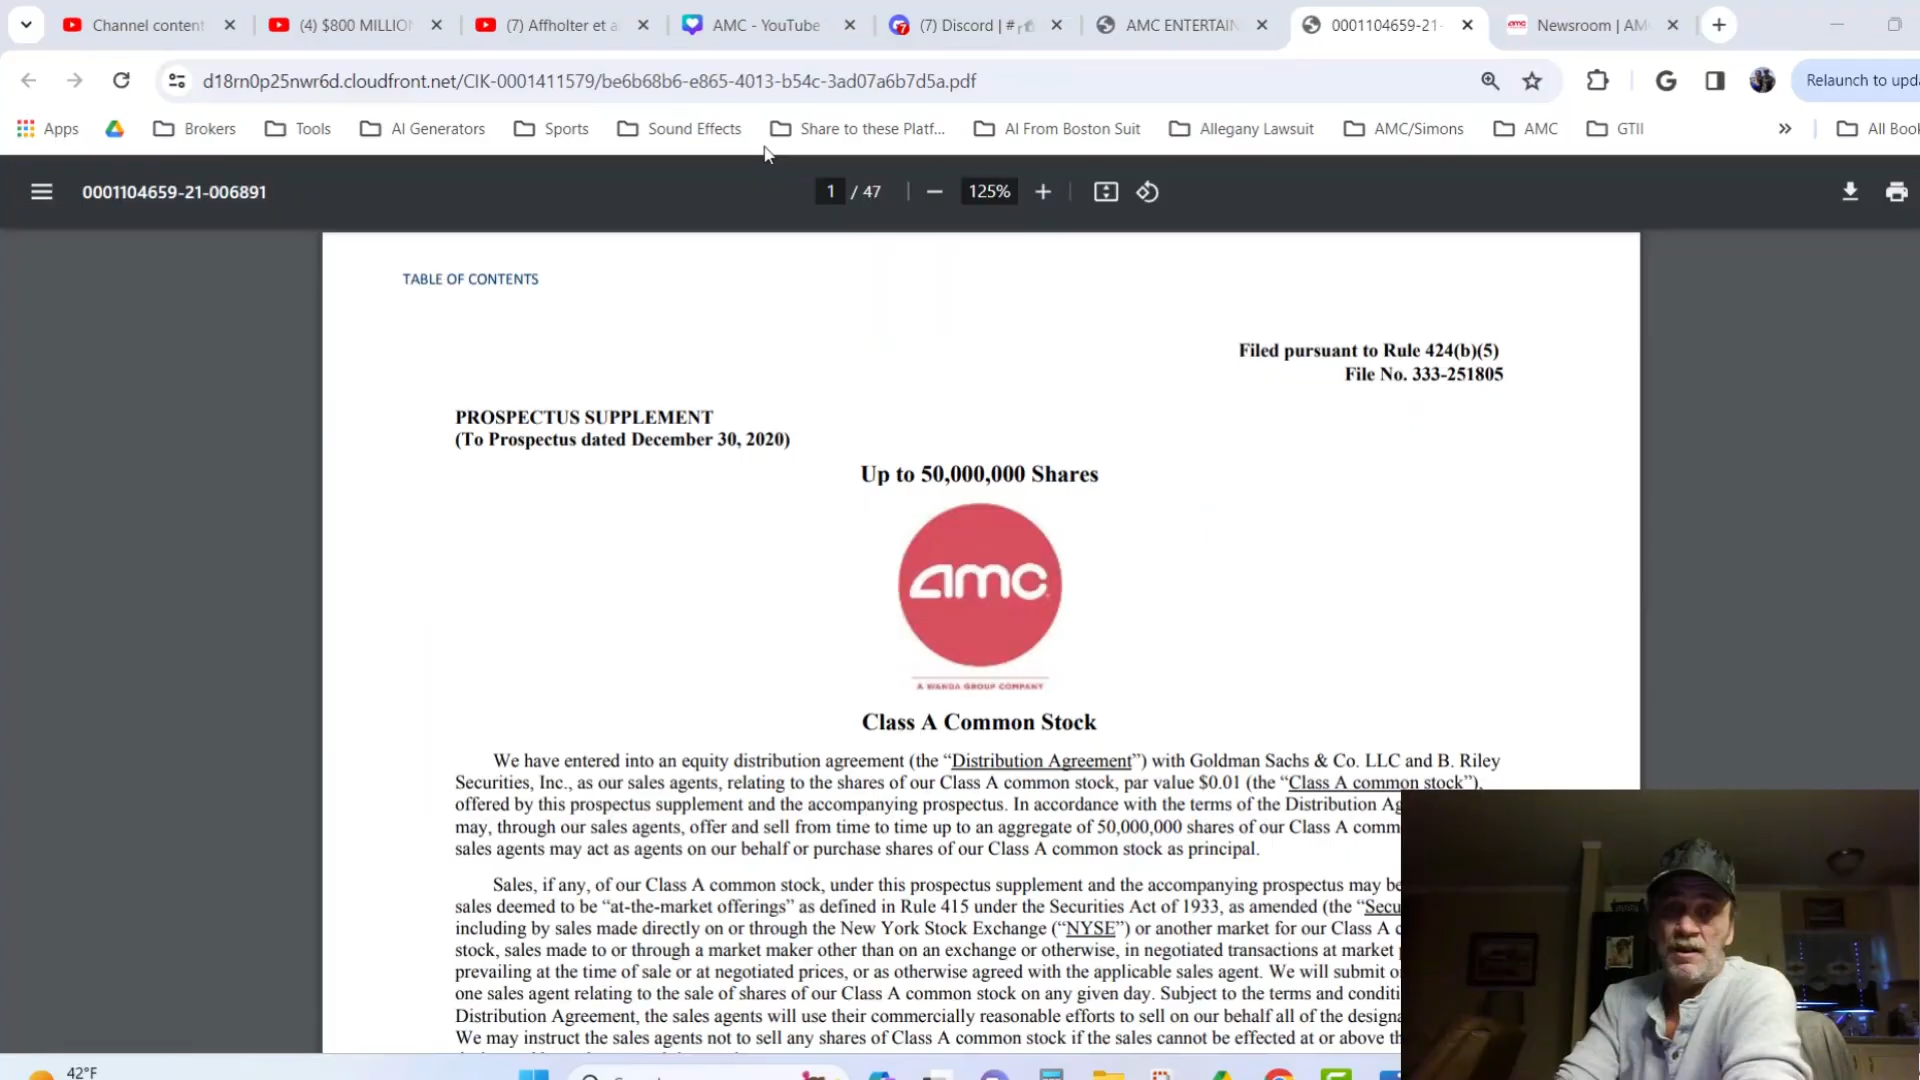 Channel content
(4) $800 MILLION
(7) Affholter et a
AMC - YouTube
(7) Discord | #
AMC ENTERTAIN
0001104659-21-
Newsroom | AM
d18rn0p25nwr6d.cloudfront.net/CIK-0001411579/be6b68b6-e865-4013-b54c-3ad07a6b7d5a.pdf
Relaunch to upda
Apps
Brokers
Tools
AI Generators
Sports
Sound Effects
Share to these Platf...
AI From Boston Suit
Allegany Lawsuit
AMC/Simons
AMC
GTII
All Book
0001104659-21-006891
1 / 47
125%
TABLE OF CONTENTS
Filed pursuant to Rule 424(b)(5)
File No. 333-251805
PROSPECTUS SUPPLEMENT
(To Prospectus dated December 30, 2020)
Up to 50,000,000 Shares
amc
A WANDA GROUP COMPANY
Class A Common Stock
We have entered into an equity distribution agreement (the “Distribution Agreement”) with Goldman Sachs & Co. LLC and B. Riley
Securities, Inc., as our sales agents, relating to the shares of our Class A common stock, par value $0.01 (the “Class A common stock”),
offered by this prospectus supplement and the accompanying prospectus. In accordance with the terms of the Distribution Ag
may, through our sales agents, offer and sell from time to time up to an aggregate of 50,000,000 shares of our Class A comm
sales agents may act as agents on our behalf or purchase shares of our Class A common stock as principal.
Sales, if any, of our Class A common stock, under this prospectus supplement and the accompanying prospectus may be
sales deemed to be “at-the-market offerings” as defined in Rule 415 under the Securities Act of 1933, as amended (the “Secu
including by sales made directly on or through the New York Stock Exchange (“NYSE”) or another market for our Class A c
stock, sales made to or through a market maker other than on an exchange or otherwise, in negotiated transactions at market
prevailing at the time of sale or at negotiated prices, or as otherwise agreed with the applicable sales agent. We will submit o
one sales agent relating to the sale of shares of our Class A common stock on any given day. Subject to the terms and conditi
Distribution Agreement, the sales agents will use their commercially reasonable efforts to sell on our behalf all of the designa
We may instruct the sales agents not to sell any shares of Class A common stock if the sales cannot be effected at or above th
42°F